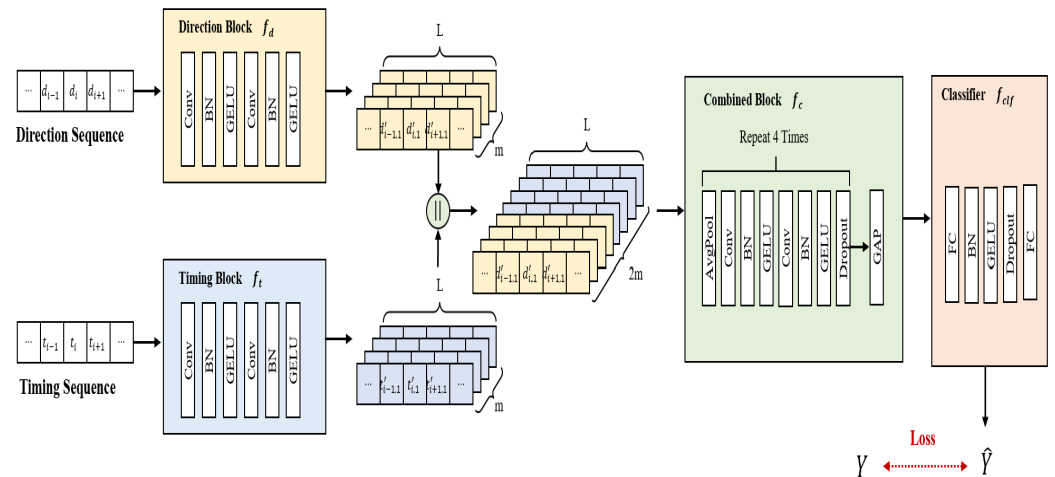 Direction Block f_d
Conv
BN
GELU
Conv
BN
GELU
... d_{i-1} d_i d_{i+1} ...
Direction Sequence
L
... d'_{i-1,1} d'_{i,1} d'_{i+1,1} ...
m
||
Timing Block f_t
Conv
BN
GELU
Conv
BN
GELU
... t_{i-1} t_i t_{i+1} ...
Timing Sequence
L
... t'_{i-1,1} t'_{i,1} t'_{i+1,1} ...
m
L
... d'_{i-1,1} d'_{i,1} d'_{i+1,1} ...
2m
Combined Block f_c
Repeat 4 Times
AvgPool
Conv
BN
GELU
Conv
BN
GELU
Dropout
GAP
Classifier f_{clf}
FC
BN
GELU
Dropout
FC
Y Loss Ŷ